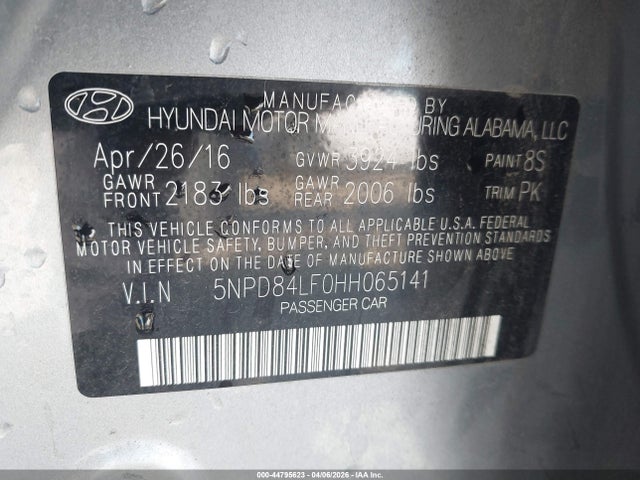 MANUFACTURED BY
HYUNDAI MOTOR MANUFACTURING ALABAMA, LLC
Apr/26/16 GVWR 3924 lbs PAINT 8S
GAWR FRONT 2183 lbs GAWR REAR 2006 lbs TRIM PK
THIS VEHICLE CONFORMS TO ALL APPLICABLE U.S.A. FEDERAL
MOTOR VEHICLE SAFETY, BUMPER, AND THEFT PREVENTION STANDARDS
IN EFFECT ON THE DATE OF MANUFACTURE SHOWN ABOVE.
V.I.N 5NPD84LF0HH065141
PASSENGER CAR
000-44795623 - 04/06/2026 - IAA Inc.